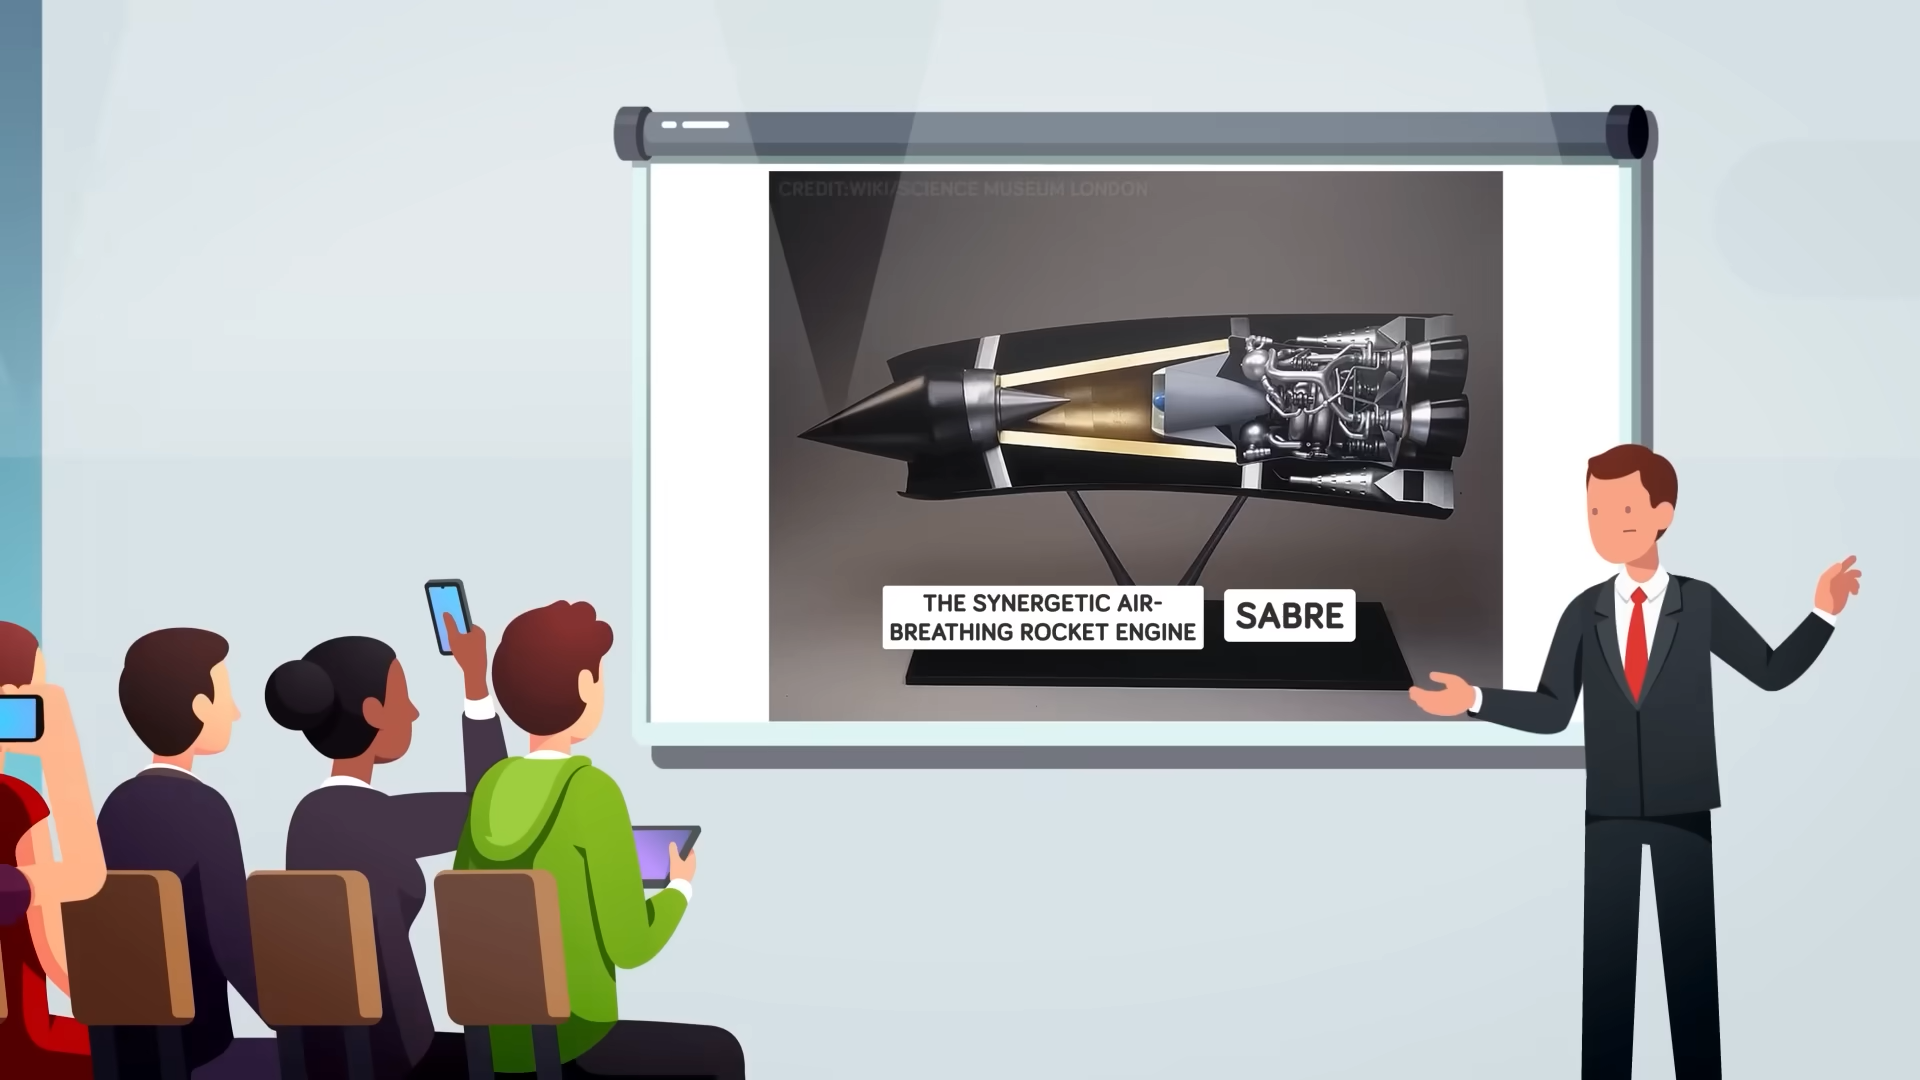 CREDIT:WIKI/SCIENCE MUSEUM LONDON
THE SYNERGETIC AIR-
BREATHING ROCKET ENGINE
SABRE